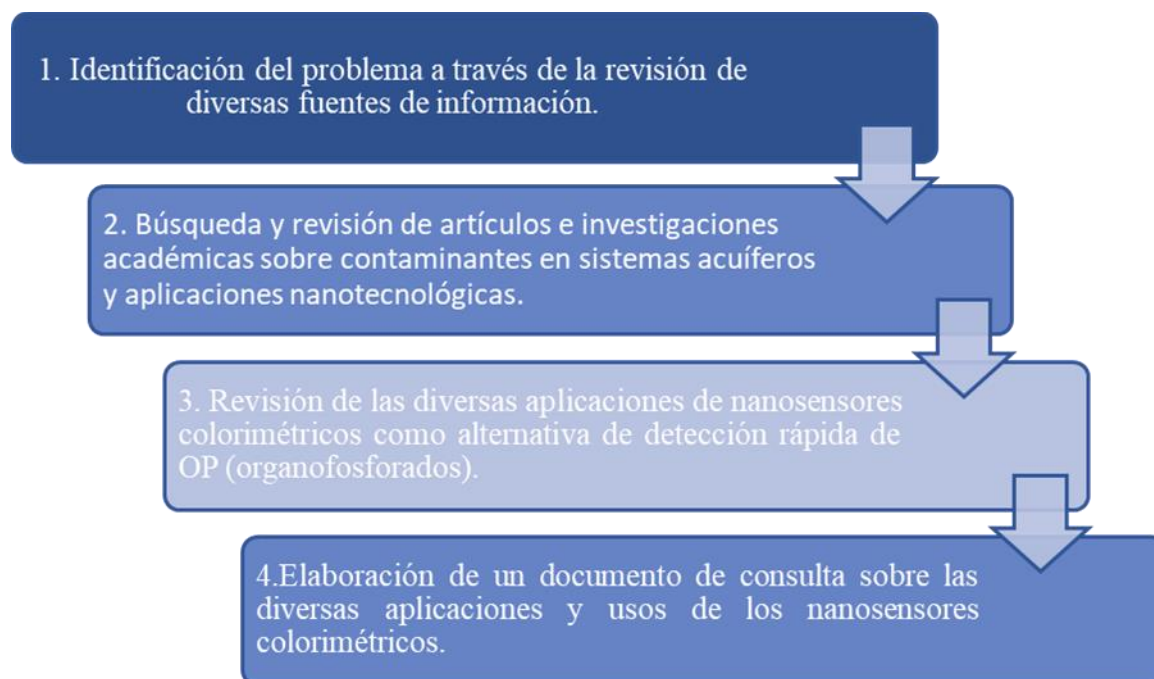 1. Identificación del problema a través de la revisión de
diversas fuentes de información.
2. Búsqueda y revisión de artículos e investigaciones
académicas sobre contaminantes en sistemas acuíferos
y aplicaciones nanotecnológicas.
3. Revisión de las diversas aplicaciones de nanosensores
colorimétricos como alternativa de detección rápida de
OP (organofosforados).
4.Elaboración de un documento de consulta sobre las
diversas aplicaciones y usos de los nanosensores
colorimétricos.